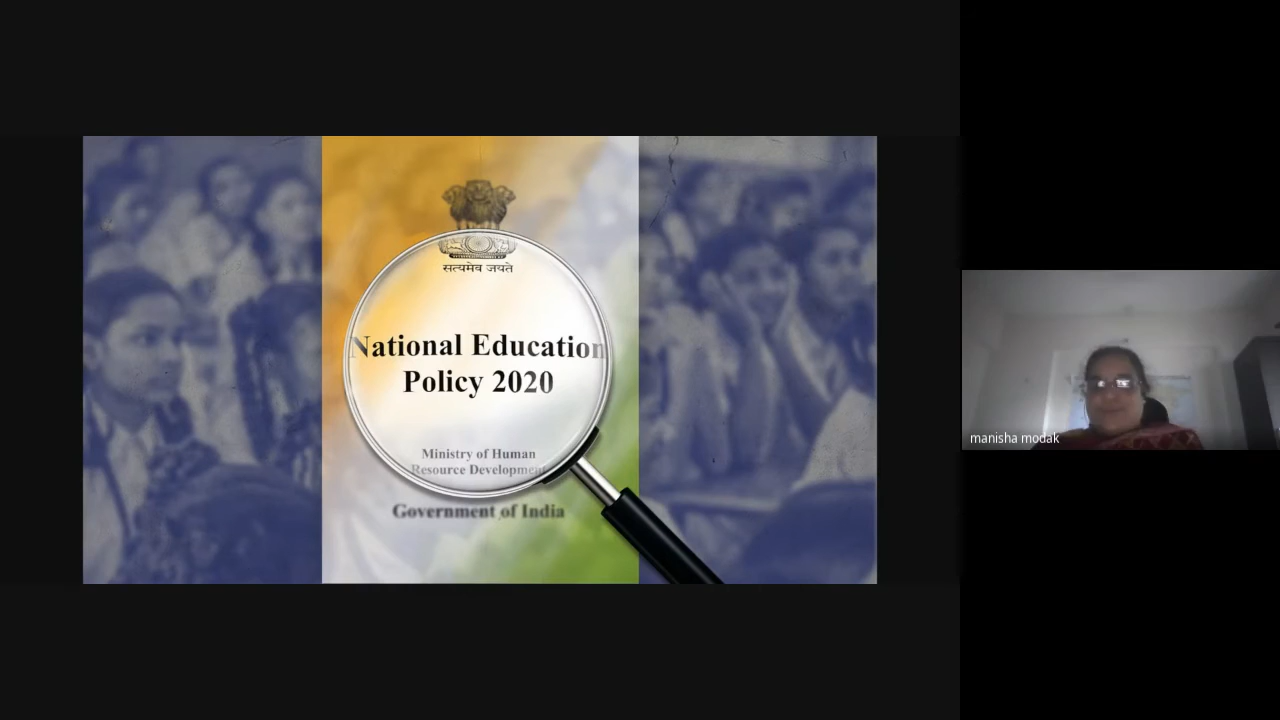 सत्यमेव जयते
National Education
Policy 2020
Ministry of Human
Resource Development
Government of India
manisha modak